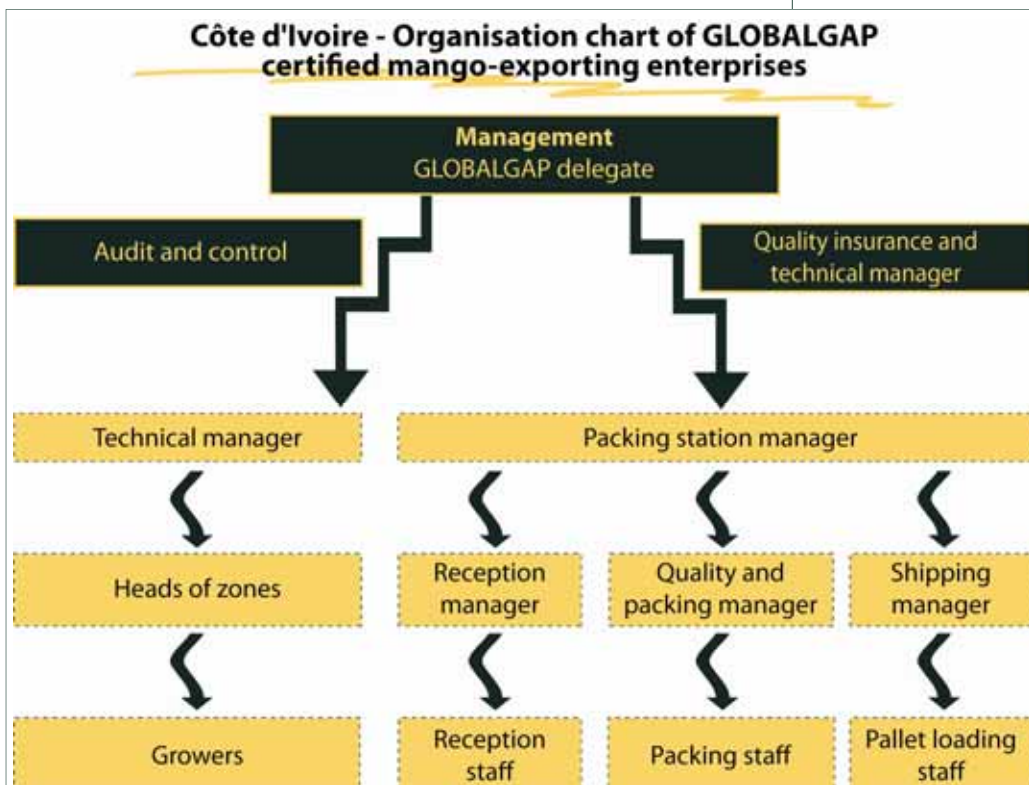 Côte d'Ivoire - Organisation chart of GLOBALGAP
certified mango-exporting enterprises
Management
GLOBALGAP delegate
Audit and control
Quality insurance and
technical manager
Technical manager
Packing station manager
Heads of zones
Reception
manager
Quality and
packing manager
Shipping
manager
Growers
Reception
staff
Packing staff
Pallet loading
staff